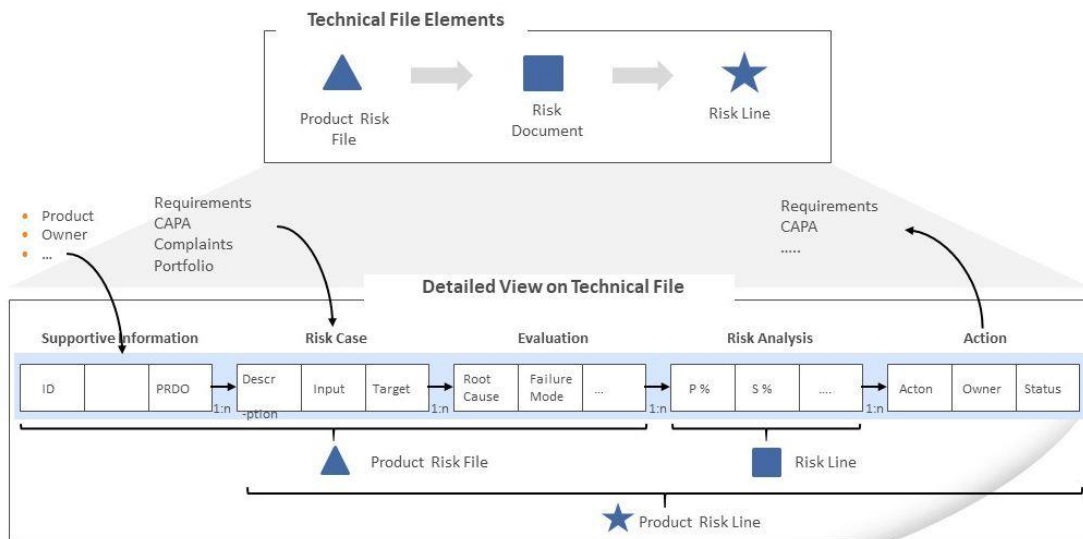 Technical File Elements
Product Risk
File
Risk
Document
Risk Line
Product
Owner
...
Requirements
CAPA
Complaints
Portfolio
Requirements
CAPA
.....
Detailed View on Technical File
Supportive Information
Risk Case
Evaluation
Risk Analysis
Action
ID
PRDO
1:n
Descr
-ption
Input
Target
1:n
Root
Cause
Failure
Mode
...
1:n
P %
S %
....
1:n
Acton
Owner
Status
Product Risk File
Risk Line
Product Risk Line